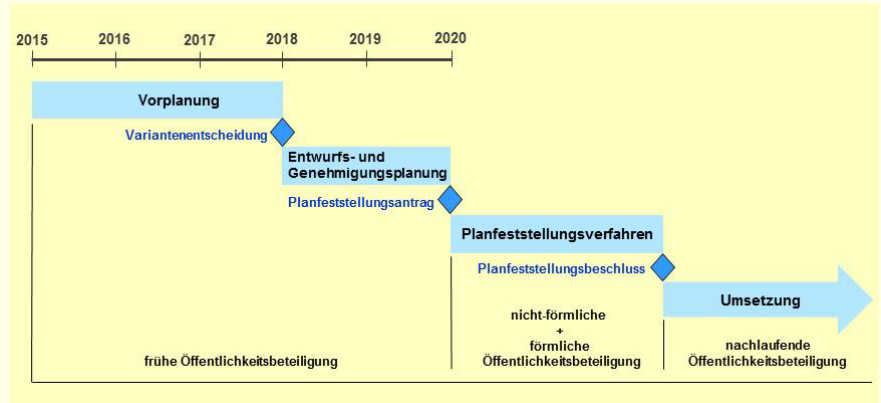 2015 2016 2017 2018 2019 2020
Vorplanung
Variantenentscheidung
Entwurfs- und
Genehmigungsplanung
Planfeststellungsantrag
Planfeststellungsverfahren
Planfeststellungsbeschluss
Umsetzung
frühe Öffentlichkeitsbeteiligung
nicht-förmliche
+
förmliche
Öffentlichkeitsbeteiligung
nachlaufende
Öffentlichkeitsbeteiligung